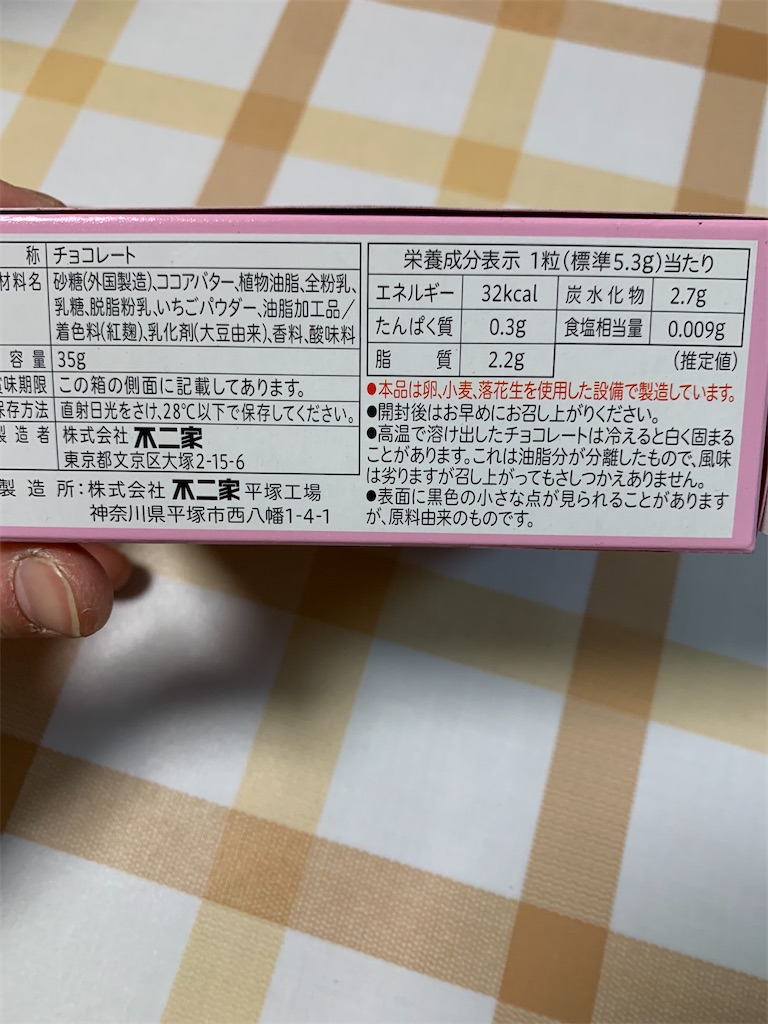 称 チョコレート
材料名 砂糖(外国製造)、ココアバター、植物油脂、全粉乳、
乳糖、脱脂粉乳、いちごパウダー、油脂加工品/
着色料(紅麹)、乳化剤(大豆由来)、香料、酸味料
容量 35g
味期限 この箱の側面に記載してあります。
保存方法 直射日光をさけ、28℃以下で保存してください。
製造者 株式会社 不二家
東京都文京区大塚2-15-6
製造所:株式会社 不二家 平塚工場
神奈川県平塚市西八幡1-4-1
栄養成分表示 1粒(標準5.3g)当たり
エネルギー 32kcal 炭水化物 2.7g
たんぱく質 0.3g 食塩相当量 0.009g
脂質 2.2g (推定値)
●本品は卵、小麦、落花生を使用した設備で製造しています。
●開封後はお早めにお召し上がりください。
●高温で溶け出したチョコレートは冷えると白く固まる
ことがあります。これは油脂分が分離したもので、風味
は劣りますが召し上がってもさしつかえありません。
●表面に黒色の小さな点が見られることがあります
が、原料由来のものです。